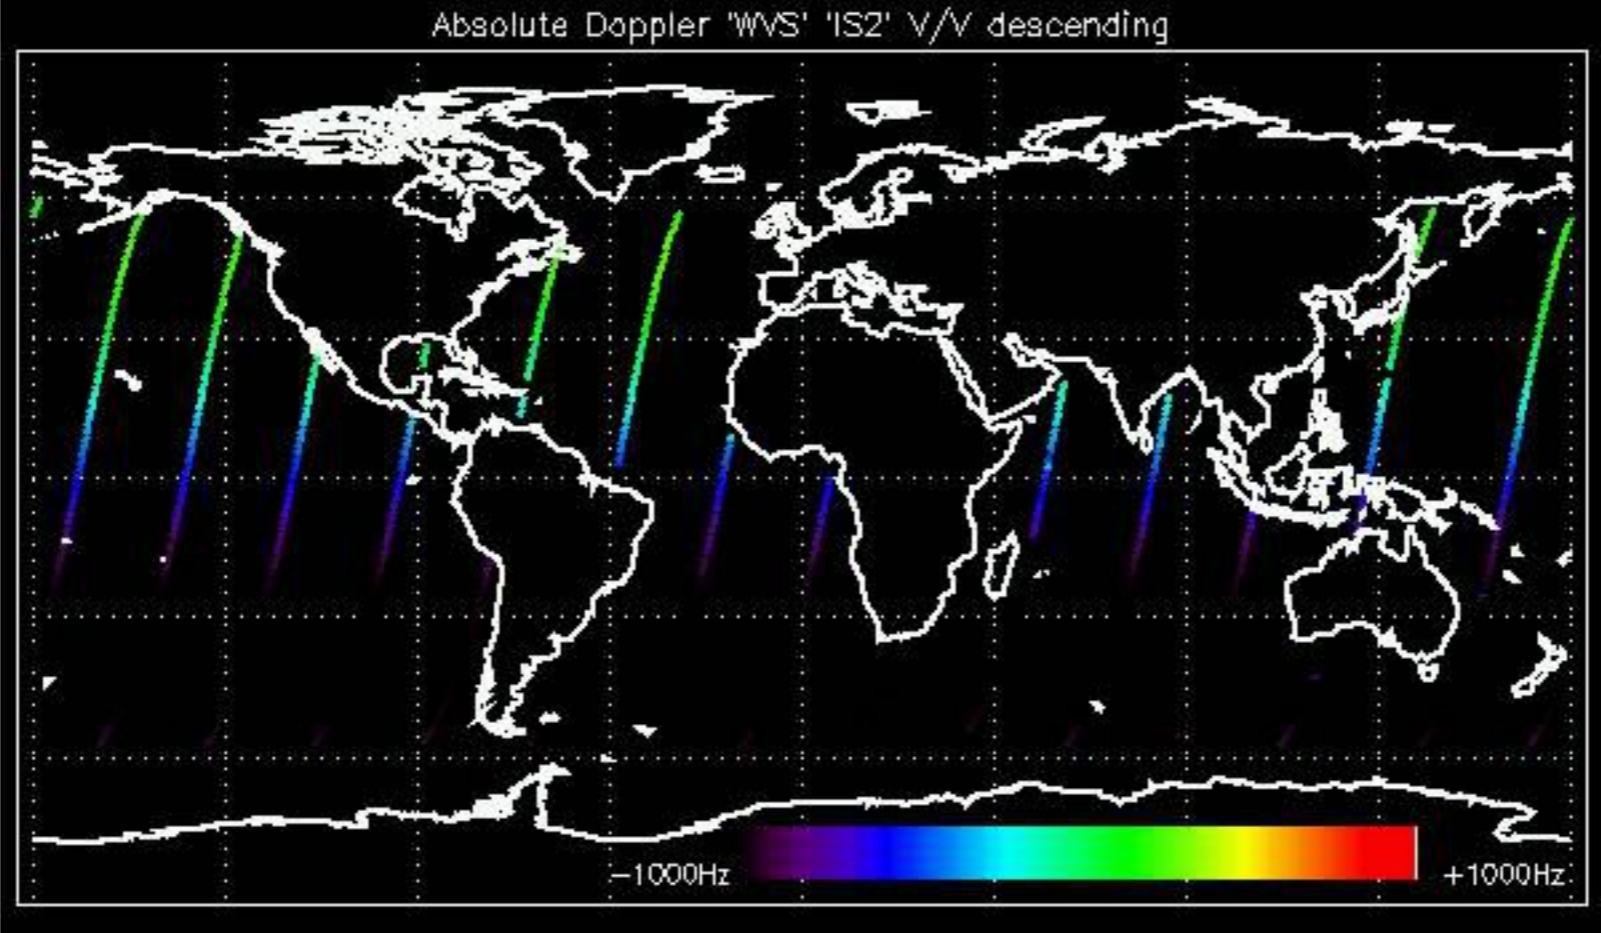 Absolute Doppler 'WVS' 'IS2' V/V descending
−1000Hz
+1000Hz